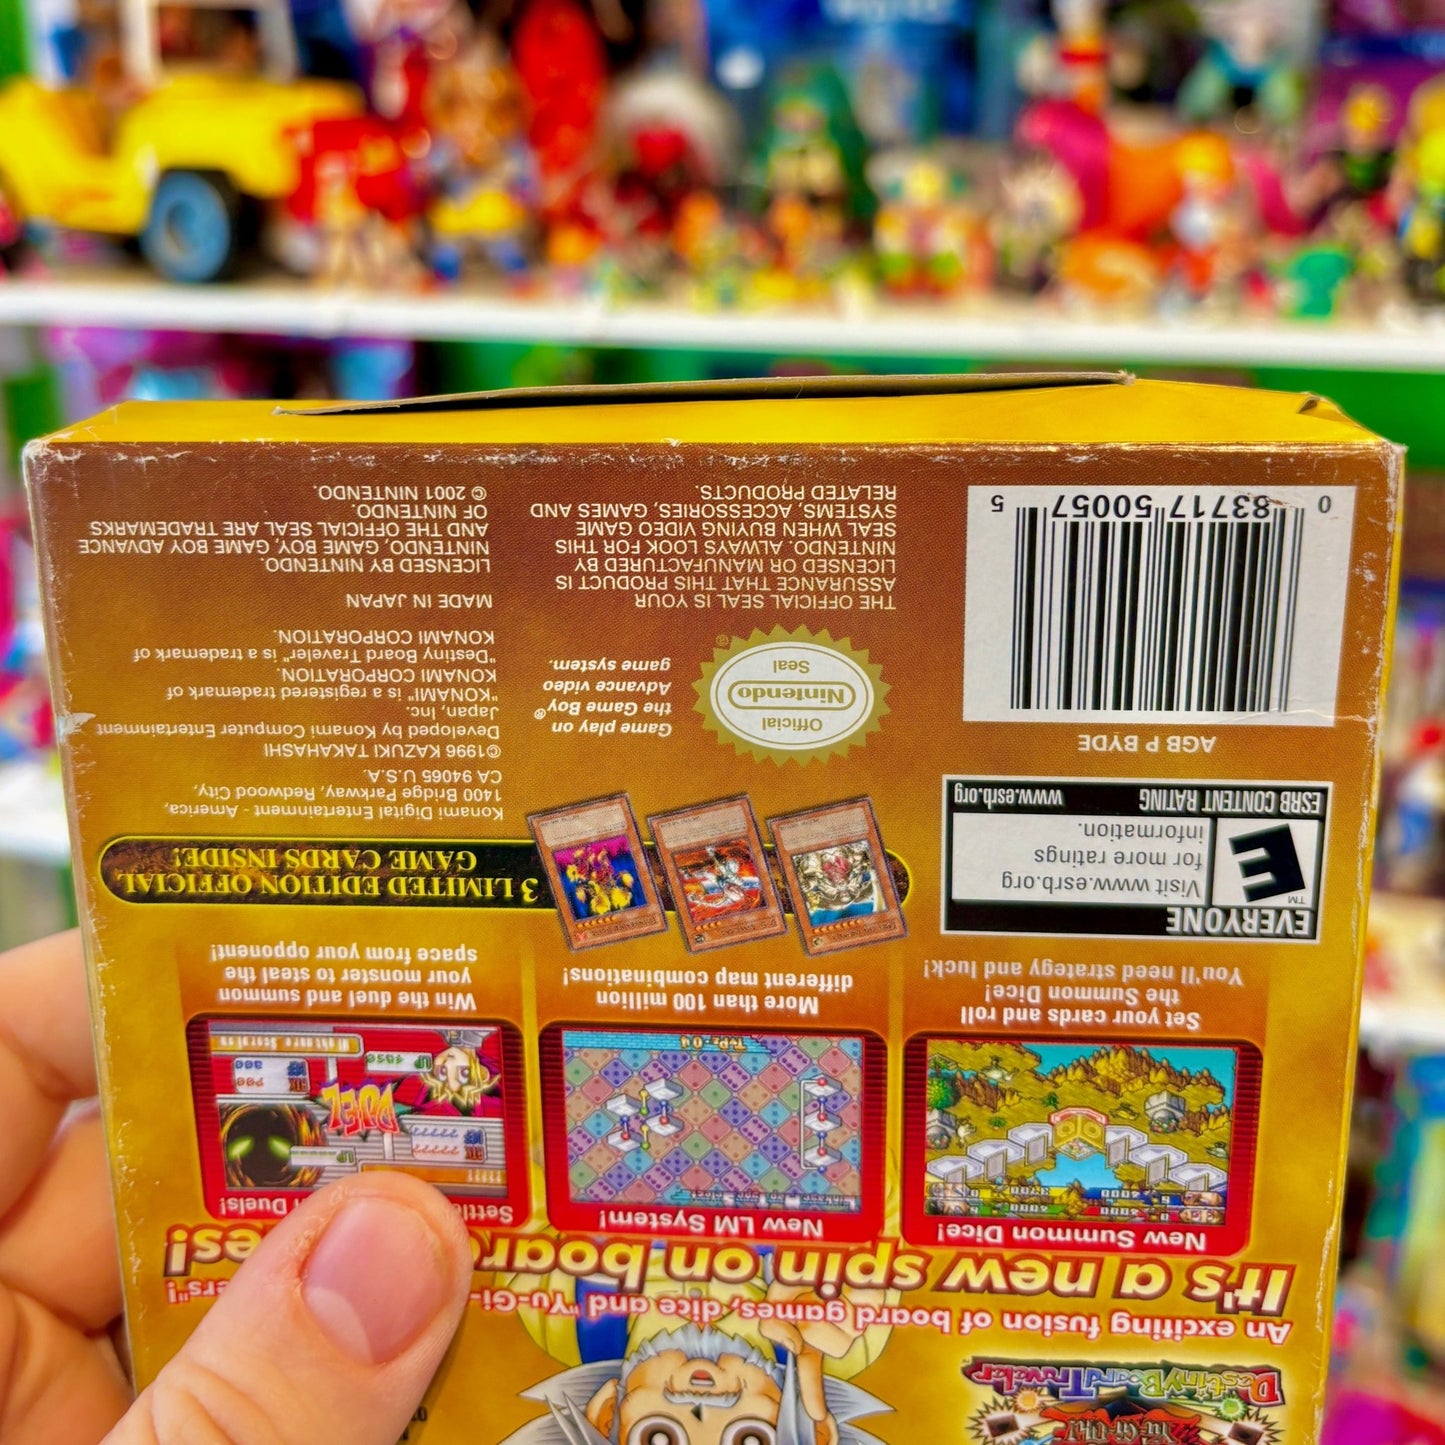 Yu-Gi-Oh!
Destiny Board Traveler
An exciting fusion of board games, dice and "Yu-Gi-
It's a new spin on board
New Summon Dice!
Set your cards and roll
the Summon Dice!
You'll need strategy and luck!
New LM System!
TYPE-04
More than 100 million
different map combinations!
Duels!
DUEL
Win the duel and summon
your monster to steal the
space from your opponent!
3 LIMITED EDITION OFFICIAL
GAME CARDS INSIDE!
EVERYONE
E
TM
Visit www.esrb.org
for more ratings
information.
ESRB CONTENT RATING
www.esrb.org
AGB P BYDE
0
83717 50057
5
Official
Nintendo
Seal
®
Game play on
the Game Boy®
Advance video
game system.
THE OFFICIAL SEAL IS YOUR
ASSURANCE THAT THIS PRODUCT IS
LICENSED OR MANUFACTURED BY
NINTENDO. ALWAYS LOOK FOR THIS
SEAL WHEN BUYING VIDEO GAME
SYSTEMS, ACCESSORIES, GAMES AND
RELATED PRODUCTS.
Konami Digital Entertainment - America,
1400 Bridge Parkway, Redwood City,
CA 94065 U.S.A.
©1996 KAZUKI TAKAHASHI
Developed by Konami Computer Entertainment
Japan, Inc.
"KONAMI" is a registered trademark of
KONAMI CORPORATION.
"Destiny Board Traveler" is a trademark of
KONAMI CORPORATION.
MADE IN JAPAN
LICENSED BY NINTENDO.
NINTENDO, GAME BOY, GAME BOY ADVANCE
AND THE OFFICIAL SEAL ARE TRADEMARKS
OF NINTENDO.
© 2001 NINTENDO.